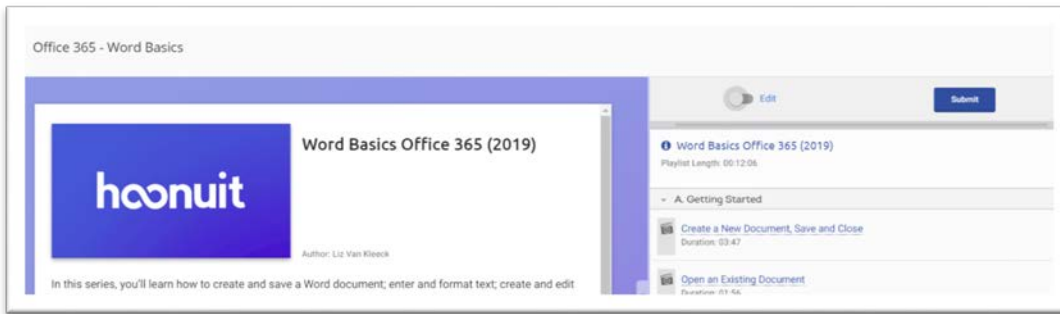 Office 365 - Word Basics
hoonuit
Word Basics Office 365 (2019)
Author: Liz Van Kleeck
In this series, you'll learn how to create and save a Word document; enter and format text; create and edit
Edit
Submit
Word Basics Office 365 (2019)
Playlist Length: 00:12:06
A. Getting Started
Create a New Document, Save and Close
Duration: 03:47
Open an Existing Document
Duration: 01:56